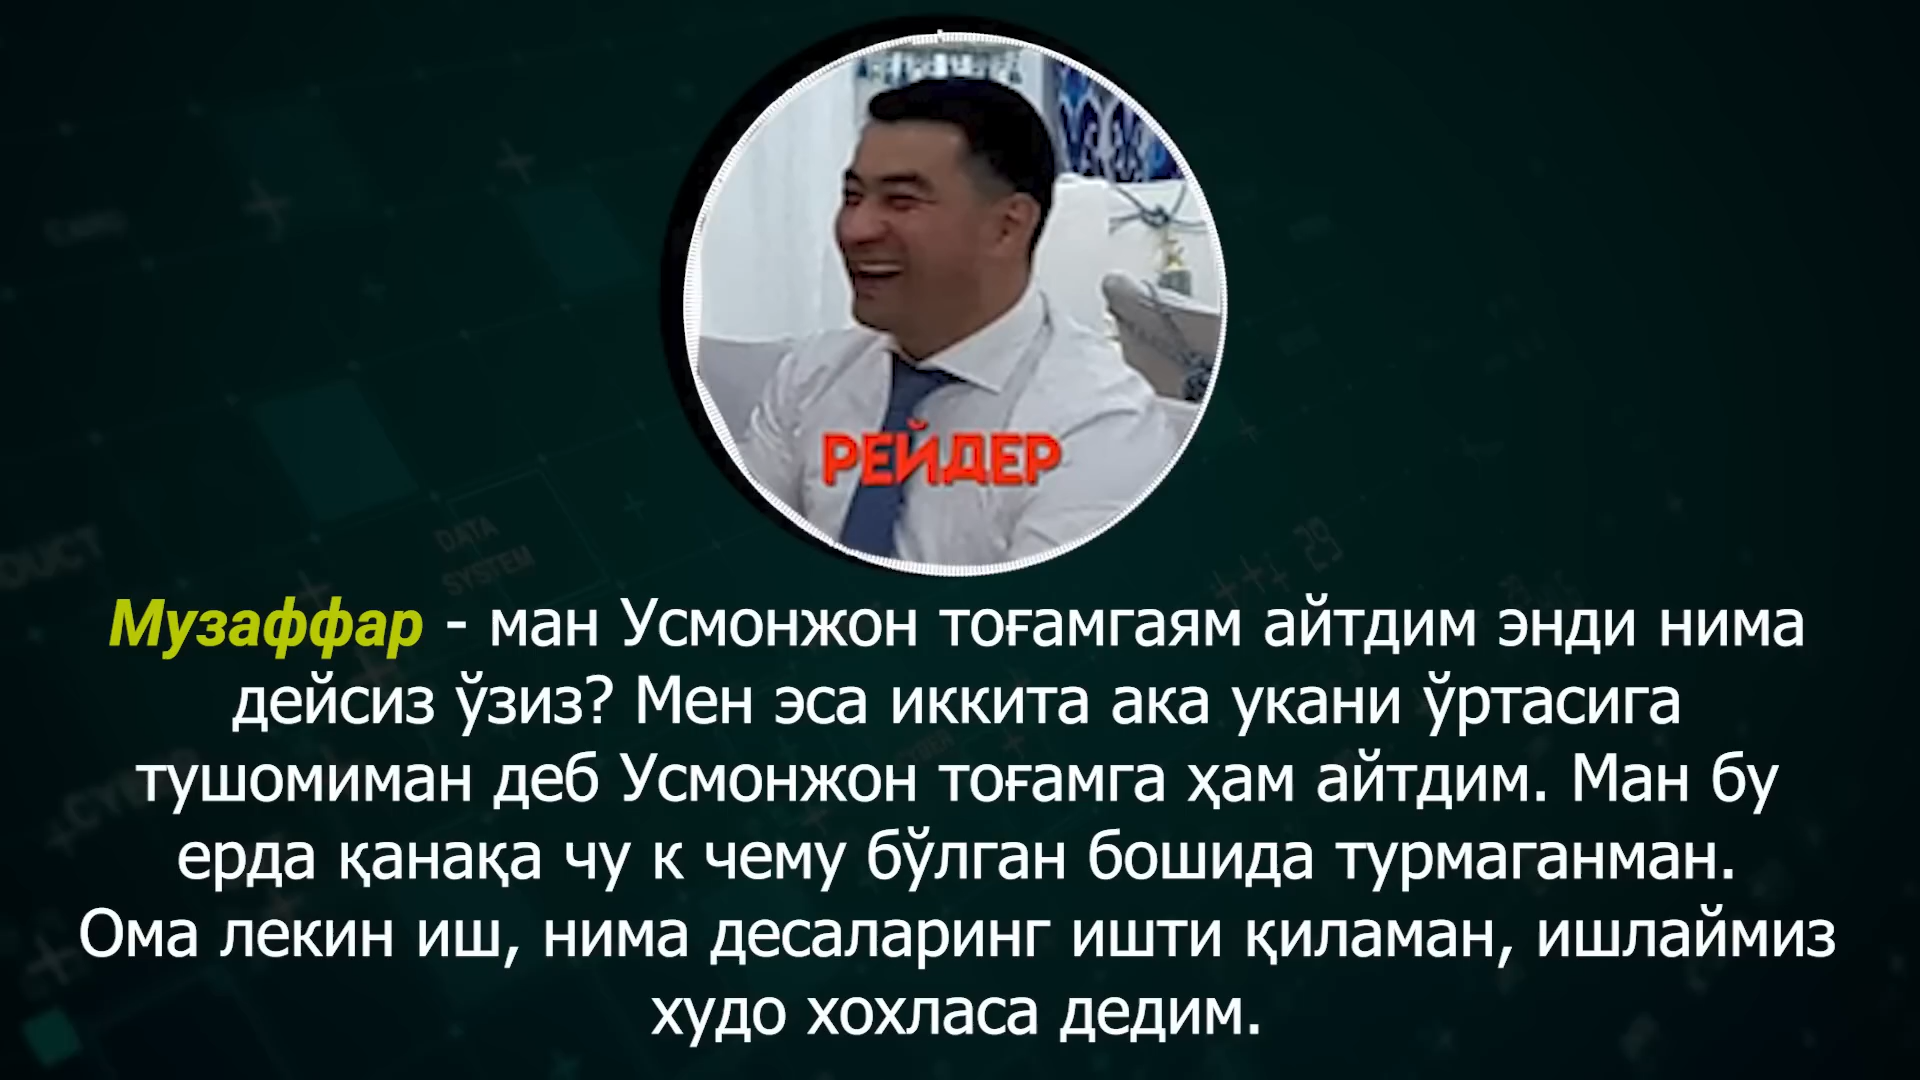 РЕЙДЕР
DATA
SYSTEM
Музаффар - ман Усмонжон тоғамгаям айтдим энди нима
дейсиз ўзиз? Мен эса иккита ака укани ўртасига
тушомиман деб Усмонжон тоғамга ҳам айтдим. Ман бу
ерда қанақа чу к чему бўлган бошида турмаганман.
Ома лекин иш, нима десаларинг ишти қиламан, ишлаймиз
худо хохласа дедим.